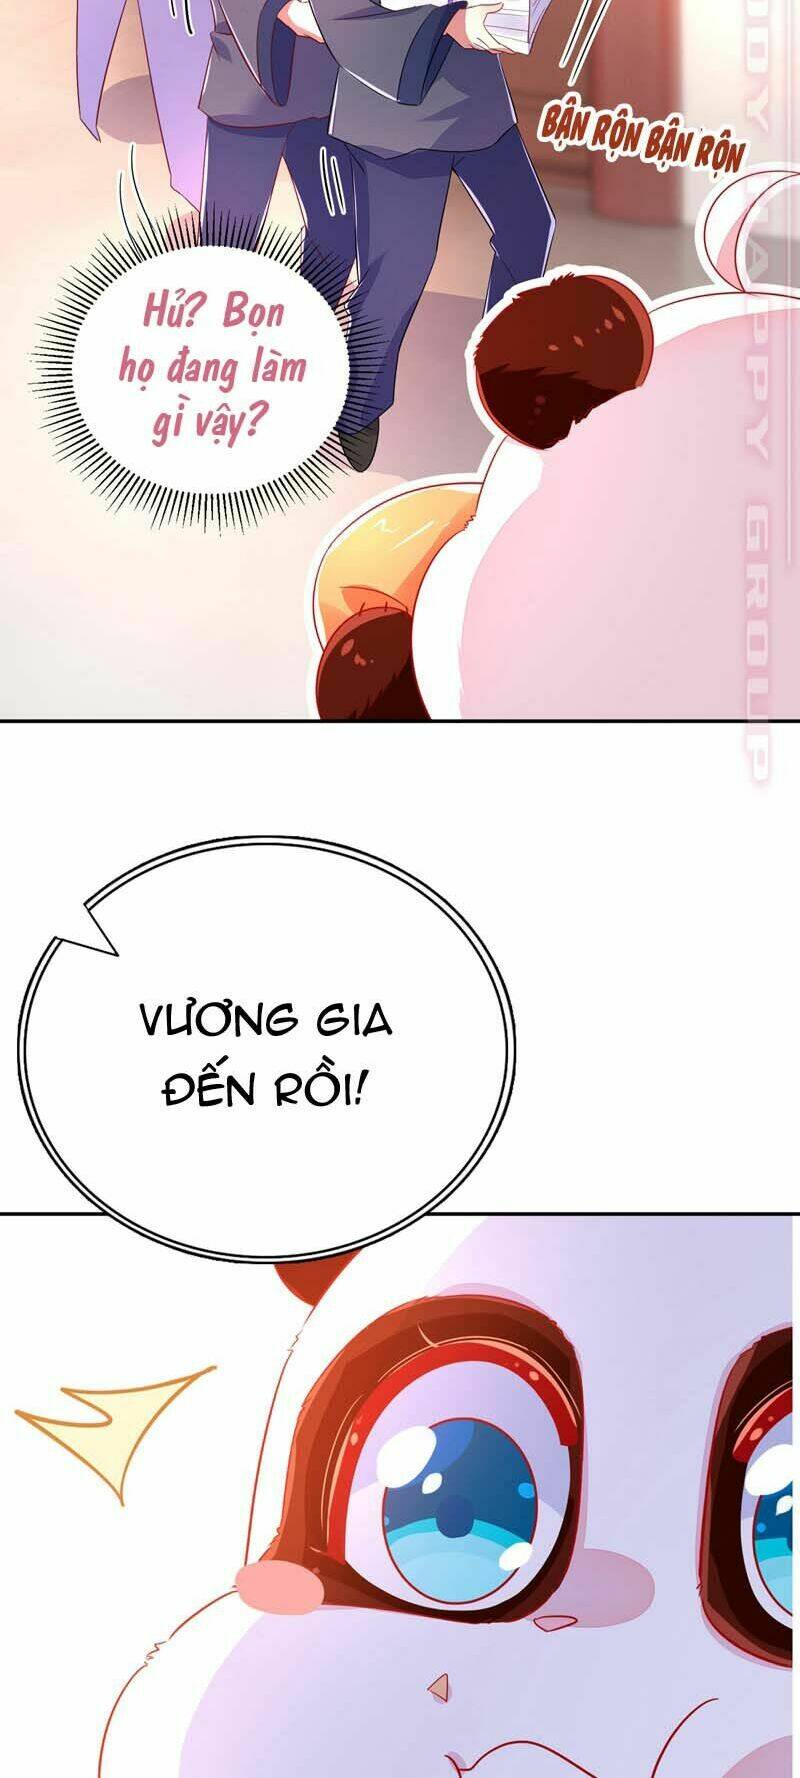 BẬN RỘN BẬN RỘN
Hử? Bọn
họ đang làm
gì vậy?
VƯƠNG GIA
ĐẾN RỒI!